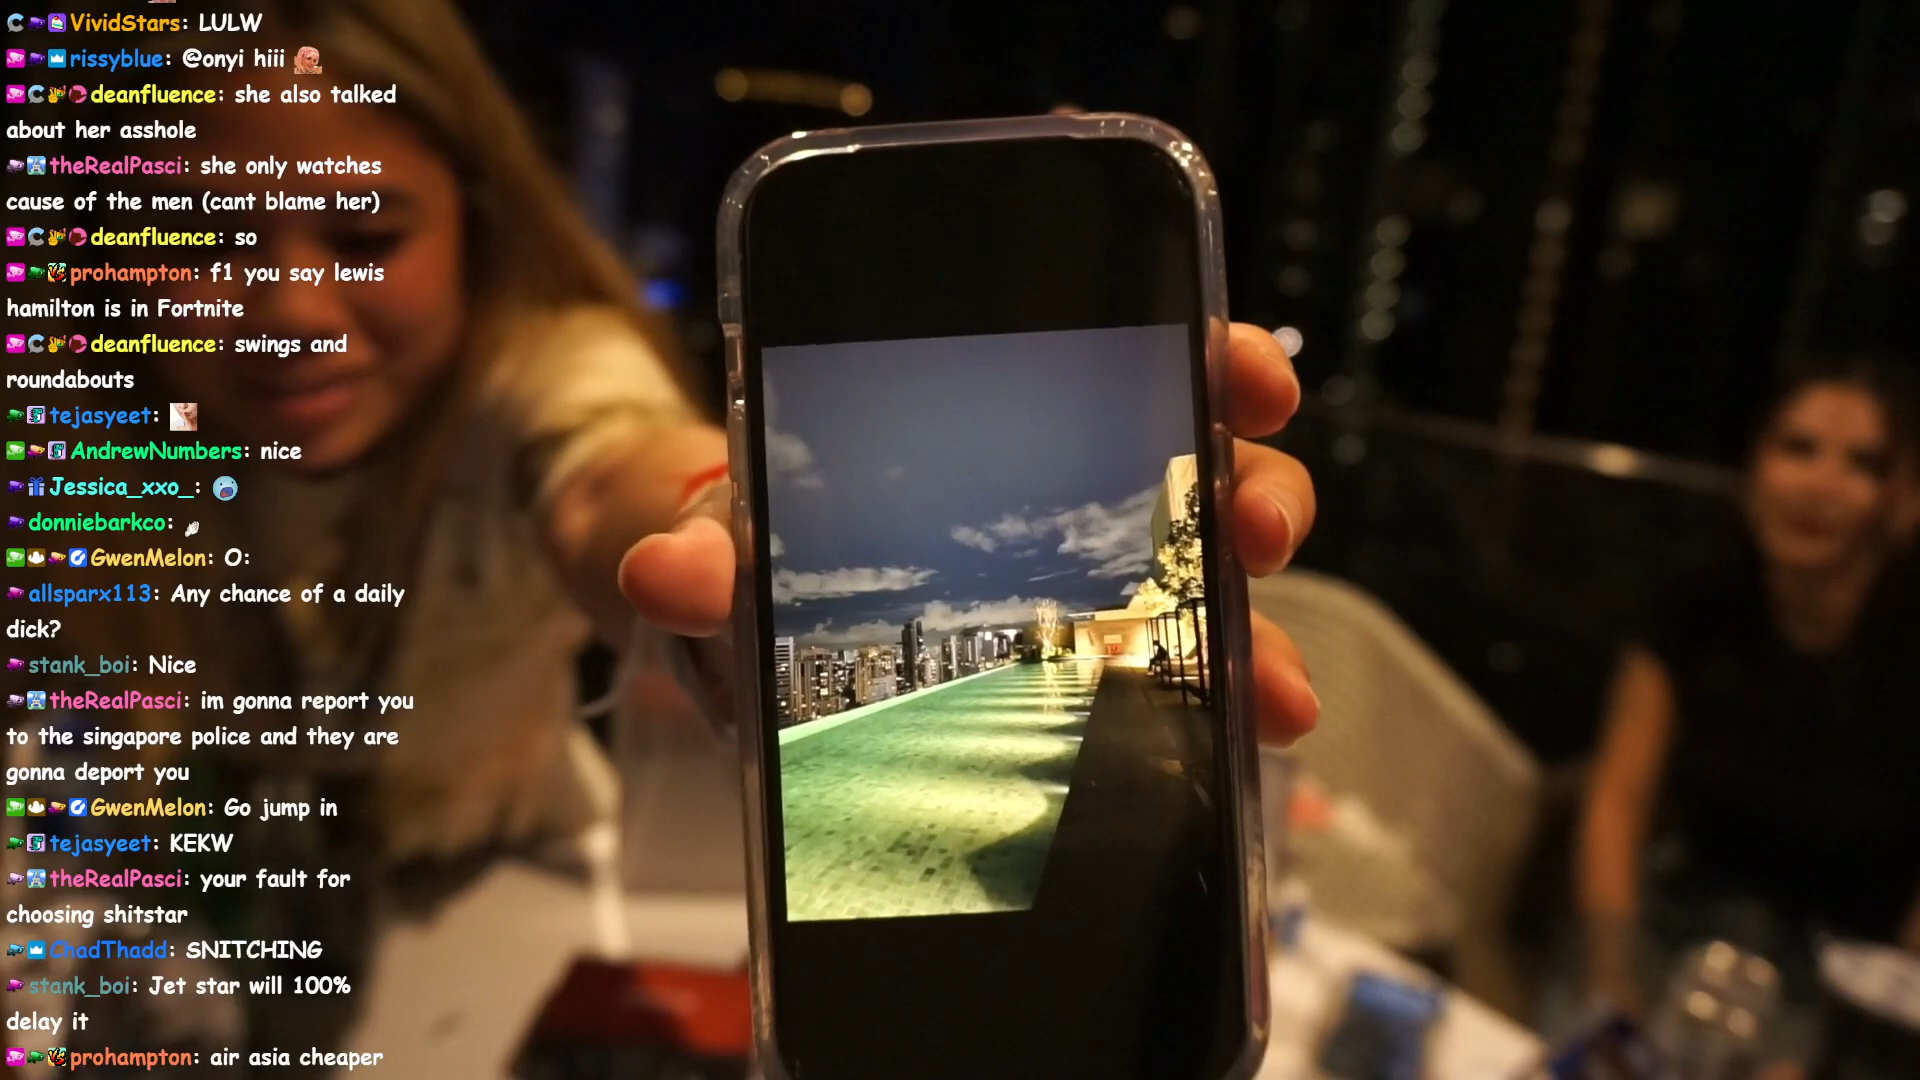 VividStars: LULW
rissyblue: @onyi hiii
deanfluence: she also talked
about her asshole
theRealPasci: she only watches
cause of the men (cant blame her)
deanfluence: so
prohampton: f1 you say lewis
hamilton is in Fortnite
deanfluence: swings and
roundabouts
tejasyeet:
AndrewNumbers: nice
Jessica_xxo_:
donniebarkco:
GwenMelon: O:
allsparx113: Any chance of a daily
dick?
stank_boi: Nice
theRealPasci: im gonna report you
to the singapore police and they are
gonna deport you
GwenMelon: Go jump in
tejasyeet: KEKW
theRealPasci: your fault for
choosing shitstar
ChadThadd: SNITCHING
stank_boi: Jet star will 100%
delay it
prohampton: air asia cheaper